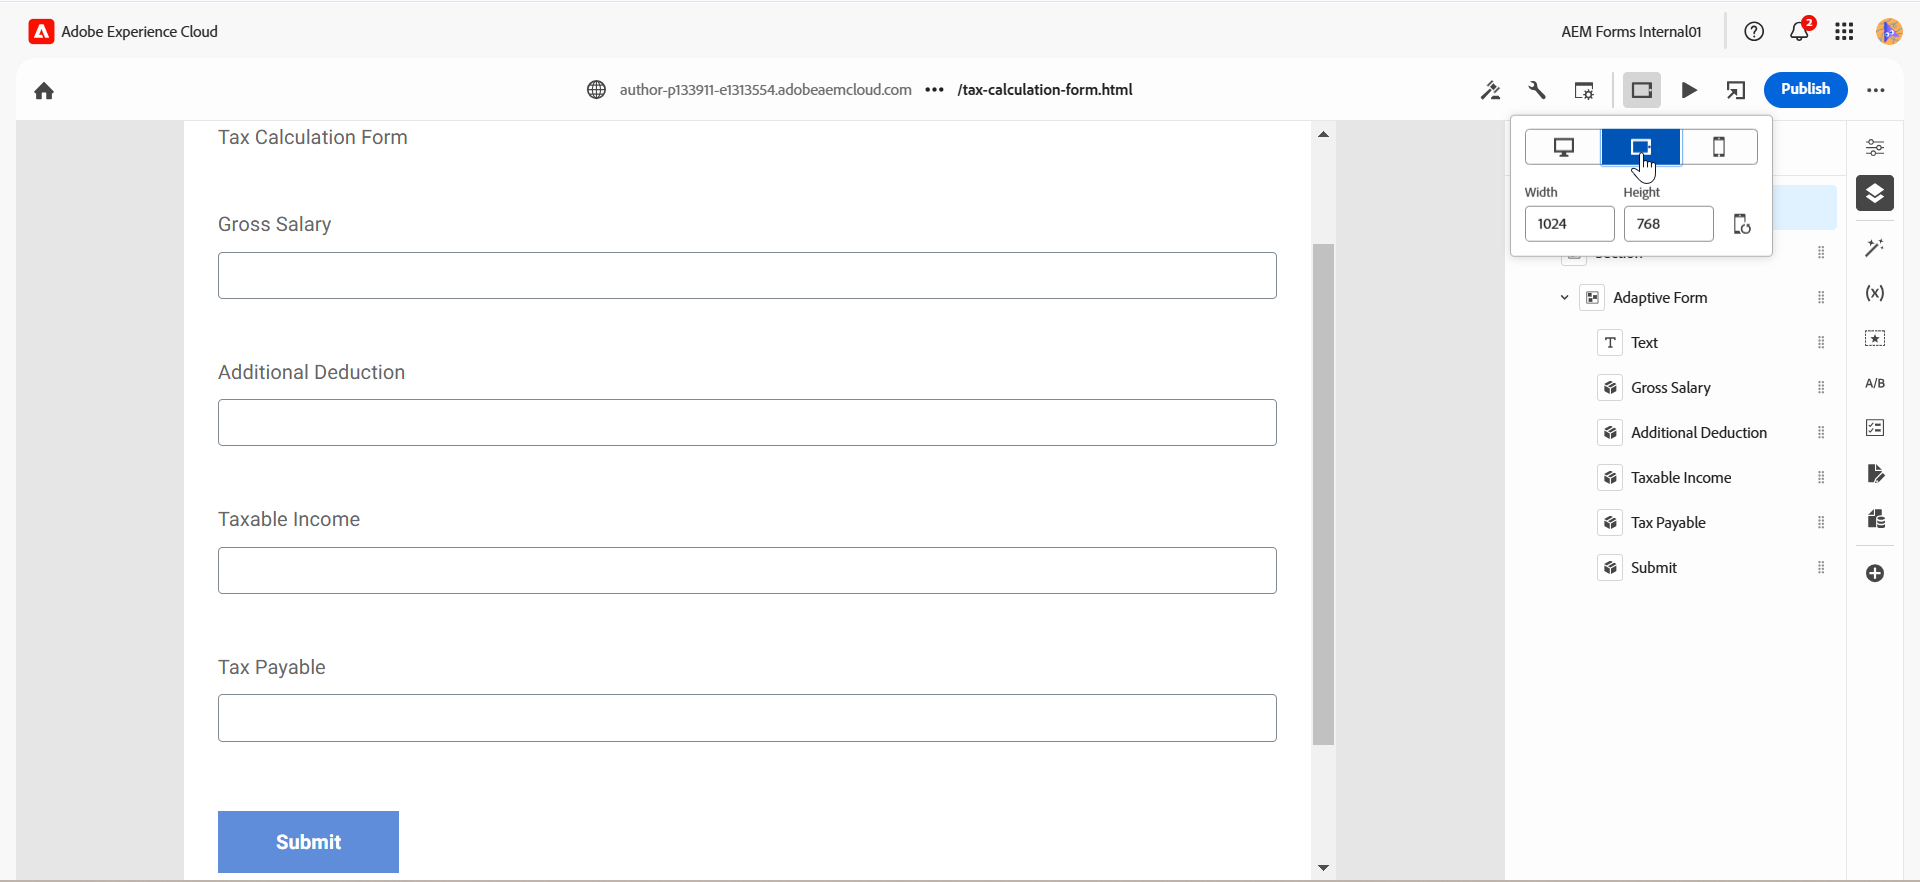 Adobe Experience Cloud
AEM Forms Internal01
2
author-p133911-e1313554.adobeaemcloud.com ••• /tax-calculation-form.html
Publish
Tax Calculation Form
Gross Salary
Additional Deduction
Taxable Income
Tax Payable
Submit
Width Height
1024 768
Section
Adaptive Form
T Text
Gross Salary
Additional Deduction
Taxable Income
Tax Payable
Submit
(x)
A/B